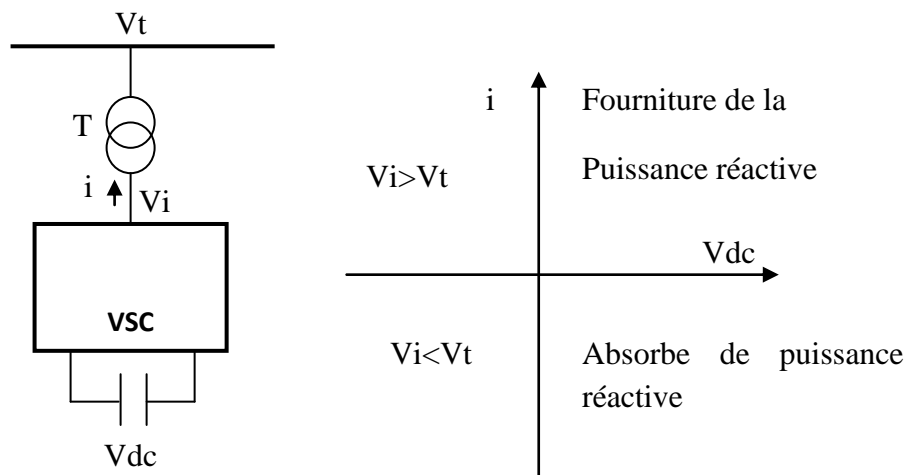 Vt
T
i
Vi
VSC
Vdc
i
Fourniture de la
Puissance réactive
Vi>Vt
Vdc
Vi<Vt
Absorbe de puissance
réactive